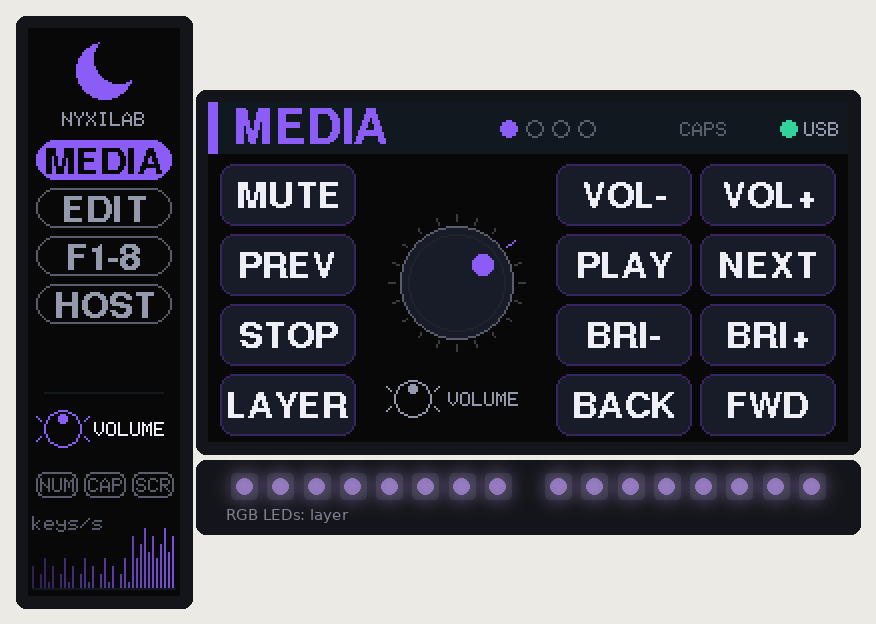 NYXILAB
MEDIA
EDIT
F1-8
HOST
VOLUME
NUM CAP SCR
keys/s
MEDIA CAPS USB
MUTE VOL- VOL+
PREV PLAY NEXT
STOP BRI- BRI+
LAYER VOLUME BACK FWD
RGB LEDs: layer